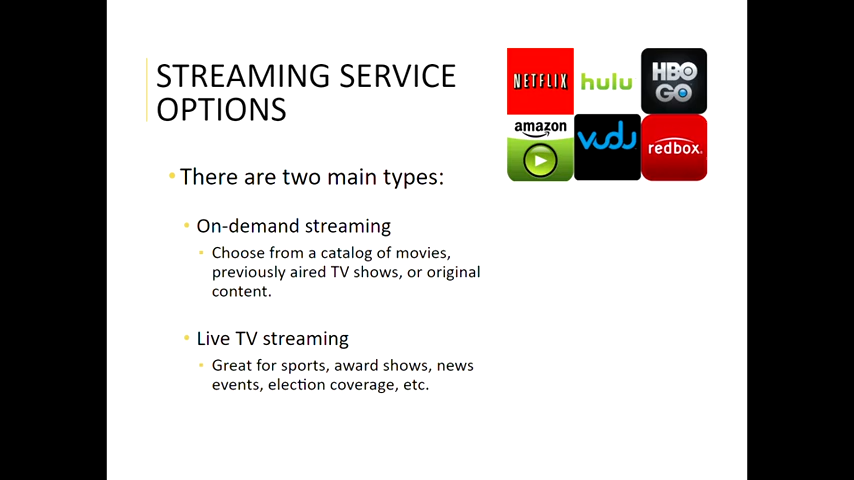 STREAMING SERVICE
OPTIONS
NETFLIX
hulu
HBO
GO
amazon
VUDU
redbox.
• There are two main types:
• On-demand streaming
• Choose from a catalog of movies,
previously aired TV shows, or original
content.
• Live TV streaming
• Great for sports, award shows, news
events, election coverage, etc.